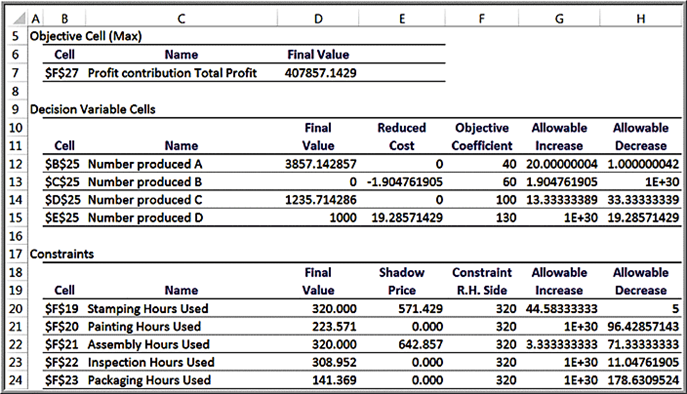 A B C D E F G H
5 Objective Cell (Max)
6 Cell Name Final Value
7 $F$27 Profit contribution Total Profit 407857.1429
8
9 Decision Variable Cells
10 Final Reduced Objective Allowable Allowable
11 Cell Name Value Cost Coefficient Increase Decrease
12 $B$25 Number produced A 3857.142857 0 40 20.00000004 1.000000042
13 $C$25 Number produced B 0 -1.904761905 60 1.904761905 1E+30
14 $D$25 Number produced C 1235.714286 0 100 13.33333389 33.33333339
15 $E$25 Number produced D 1000 19.28571429 130 1E+30 19.28571429
16
17 Constraints
18 Final Shadow Constraint Allowable Allowable
19 Cell Name Value Price R.H. Side Increase Decrease
20 $F$19 Stamping Hours Used 320.000 571.429 320 44.58333333 5
21 $F$20 Painting Hours Used 223.571 0.000 320 1E+30 96.42857143
22 $F$21 Assembly Hours Used 320.000 642.857 320 3.333333333 71.33333333
23 $F$22 Inspection Hours Used 308.952 0.000 320 1E+30 11.04761905
24 $F$23 Packaging Hours Used 141.369 0.000 320 1E+30 178.6309524